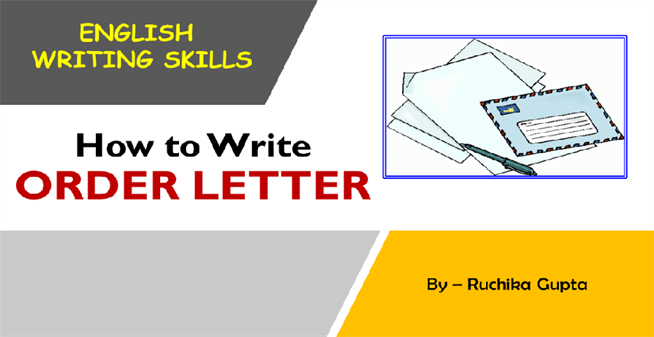 ENGLISH
WRITING SKILLS
How to Write
ORDER LETTER
By – Ruchika Gupta